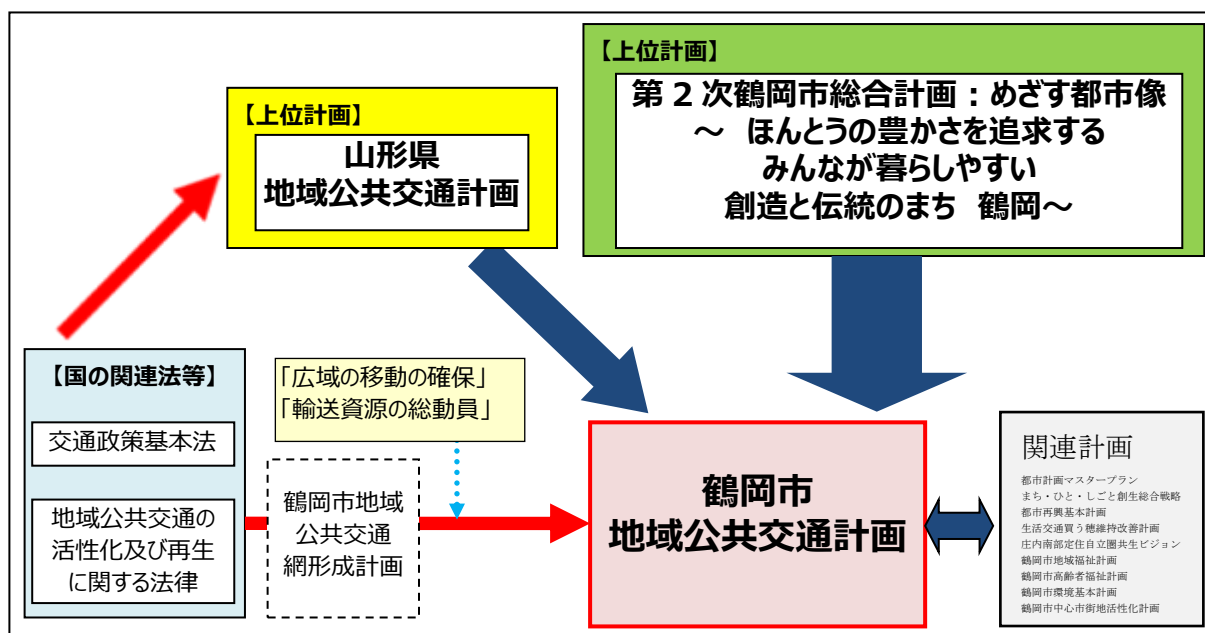 【上位計画】
第２次鶴岡市総合計画：めざす都市像
～ ほんとうの豊かさを追求する
みんなが暮らしやすい
創造と伝統のまち 鶴岡～
【上位計画】
山形県
地域公共交通計画
【国の関連法等】
交通政策基本法
地域公共交通の
活性化及び再生
に関する法律
「広域の移動の確保」
「輸送資源の総動員」
鶴岡市地域
公共交通
網形成計画
鶴岡市
地域公共交通計画
関連計画
都市計画マスタープラン
まち・ひと・しごと創生総合戦略
都市再興基本計画
生活交通買う穂維持改善計画
庄内南部定住自立圏共生ビジョン
鶴岡市地域福祉計画
鶴岡市高齢者福祉計画
鶴岡市環境基本計画
鶴岡市中心市街地活性化計画